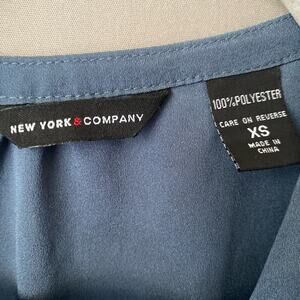 NEW YORK & COMPANY
100% POLYESTER
CARE ON REVERSE
XS
MADE IN
CHINA